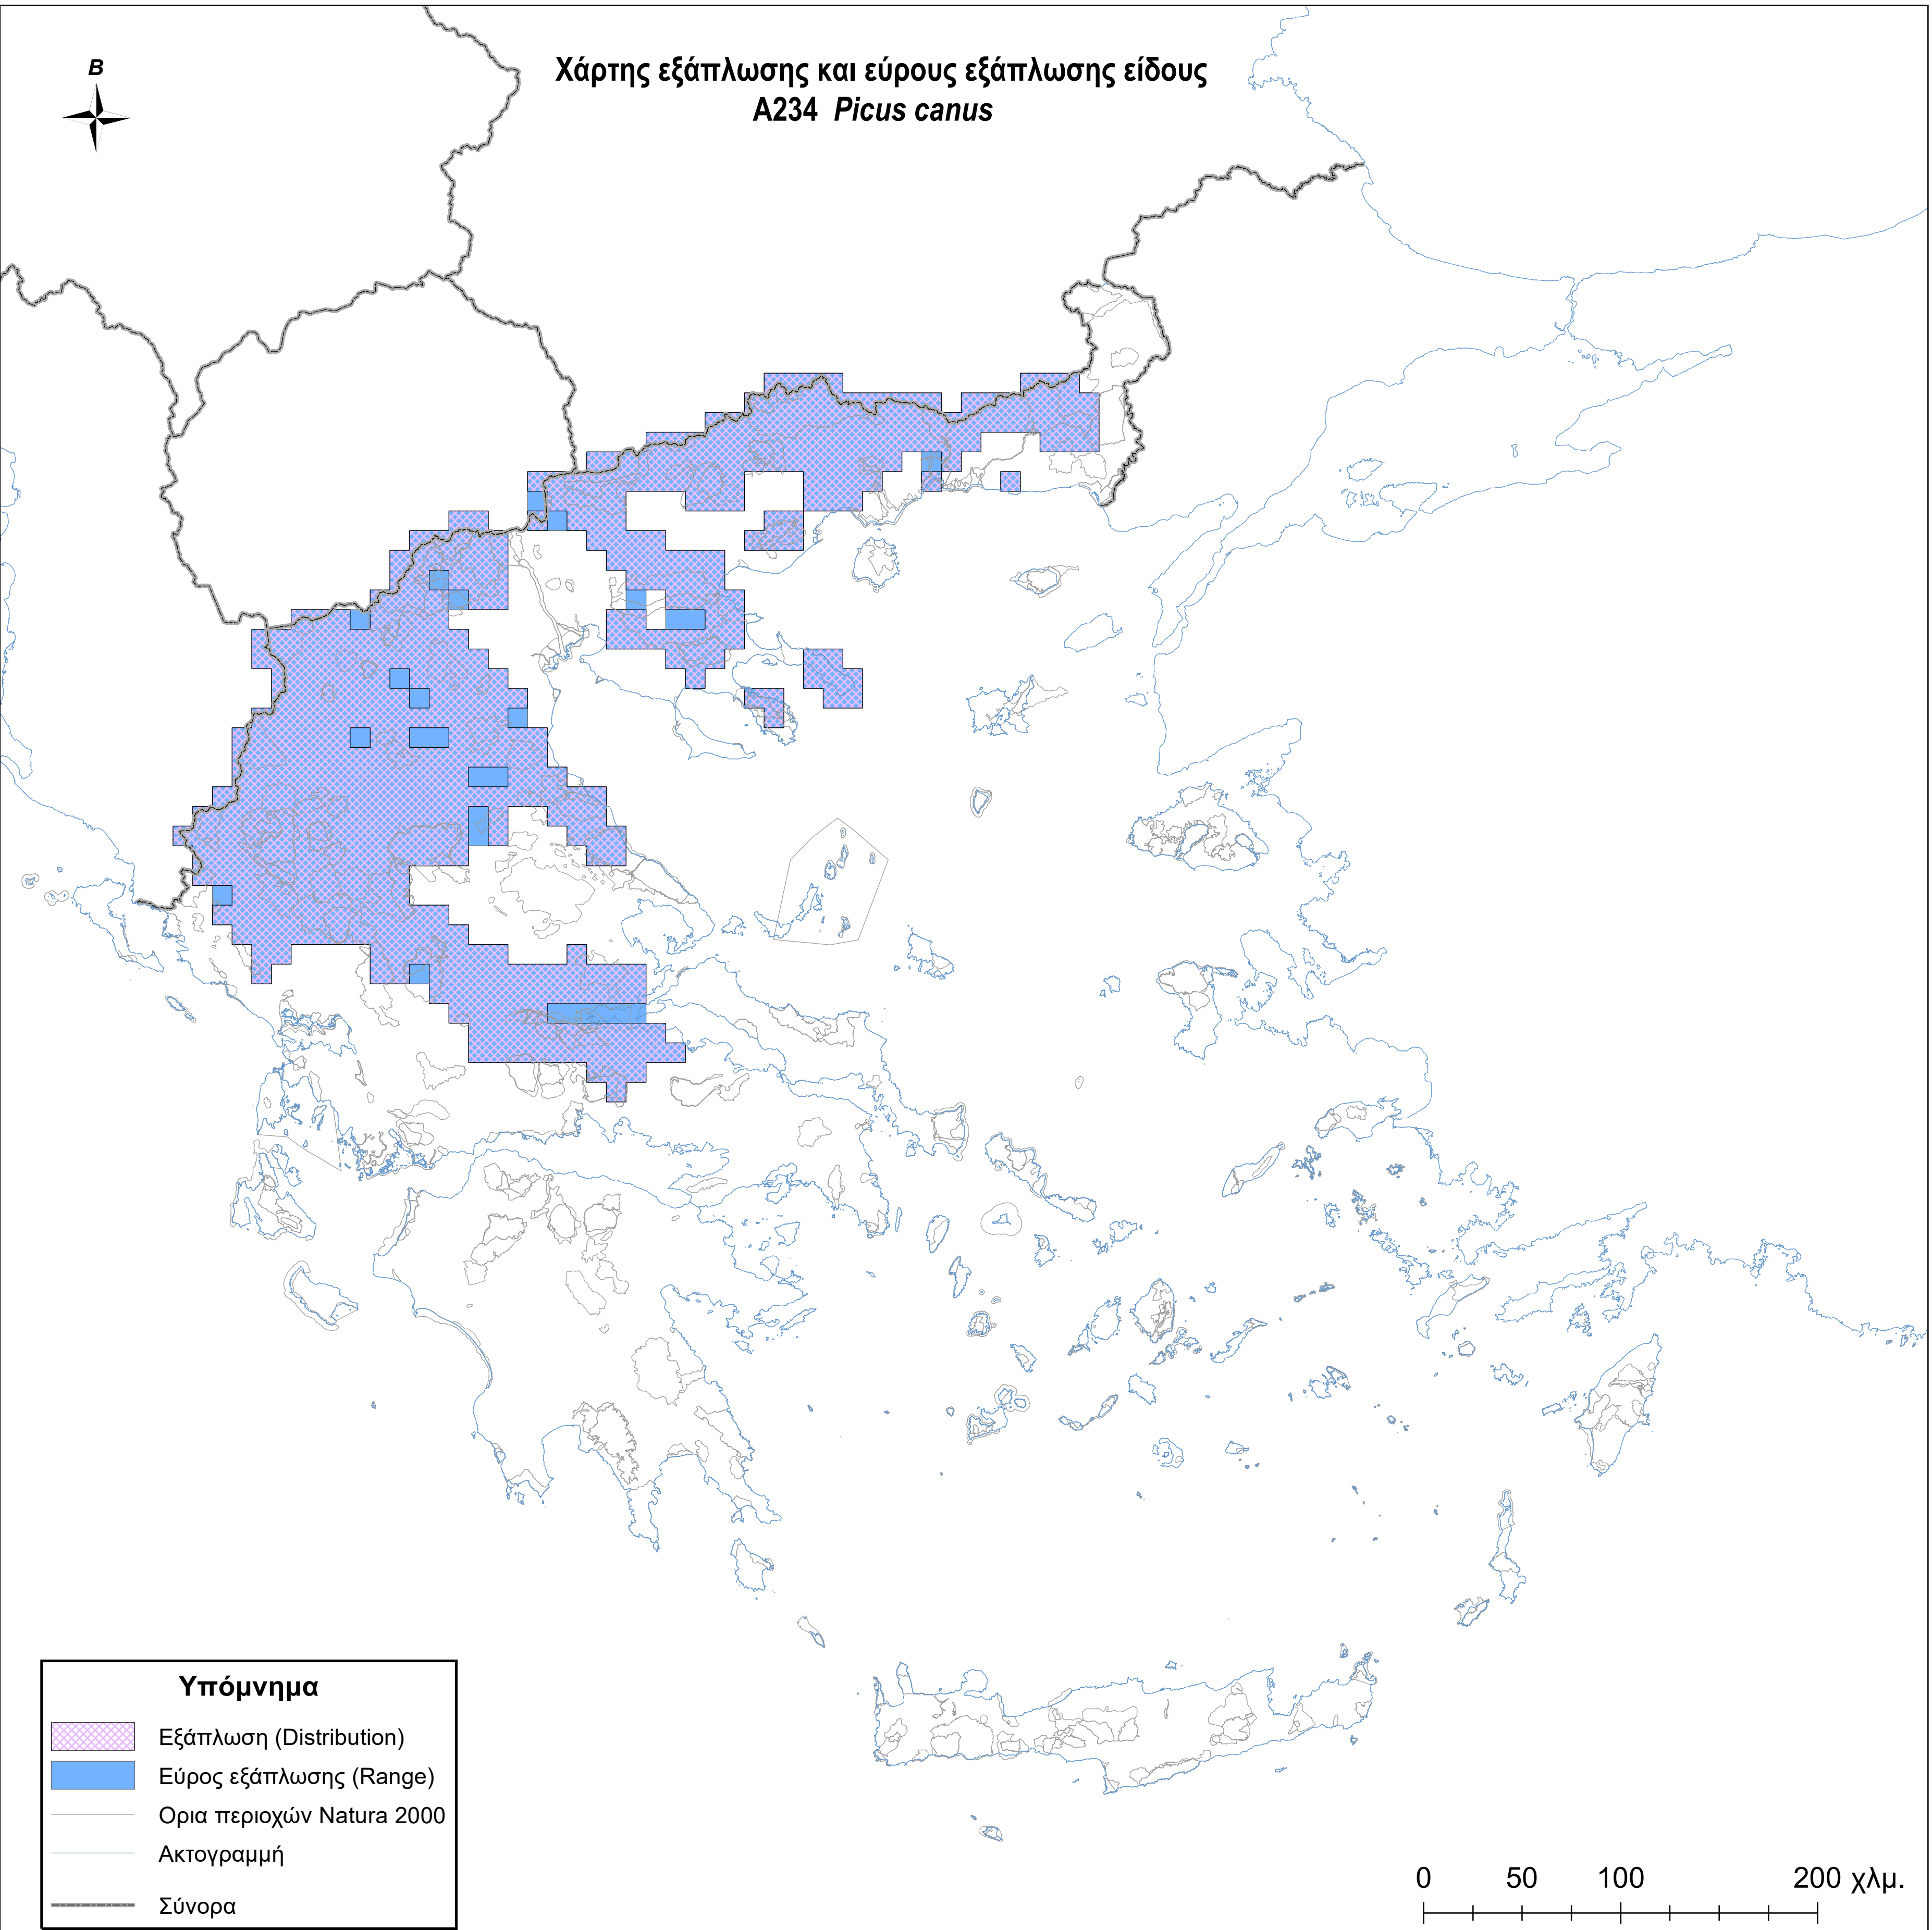 Χάρτης εξάπλωσης και εύρους εξάπλωσης είδους
A234 Picus canus
B
Υπόμνημα
Εξάπλωση (Distribution)
Εύρος εξάπλωσης (Range)
Ορια περιοχών Natura 2000
Ακτογραμμή
Σύνορα
0 50 100 200 χλμ.